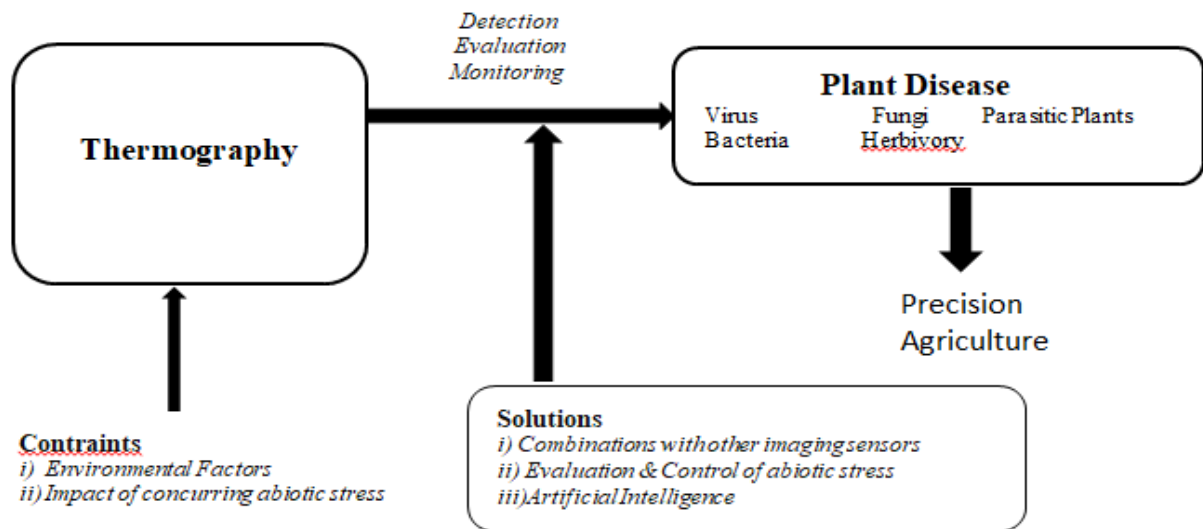 Detection
Evaluation
Monitoring
Thermography
Plant Disease
Virus Fungi Parasitic Plants
Bacteria Herbivory
Precision
Agriculture
Contraints
i) Environmental Factors
ii) Impact of concurring abiotic stress
Solutions
i) Combinations with other imaging sensors
ii) Evaluation & Control of abiotic stress
iii)Artificial Intelligence